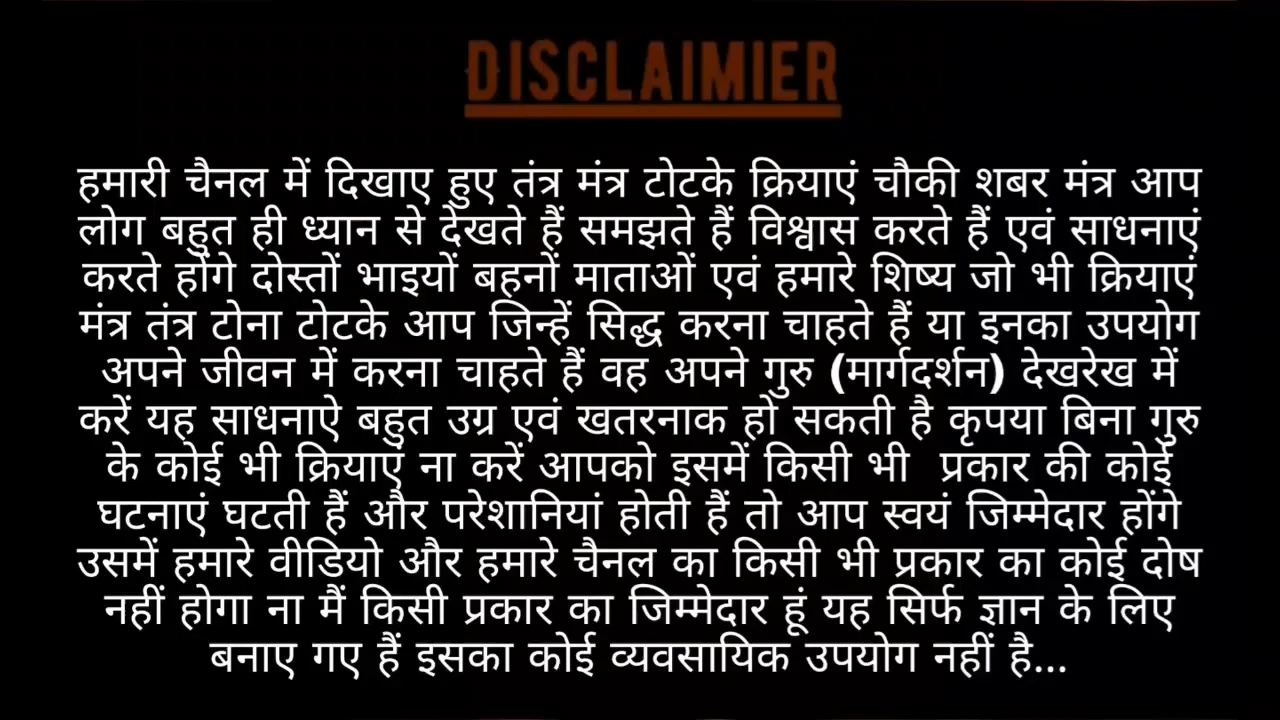 DISCLAIMIER
हमारी चैनल में दिखाए हुए तंत्र मंत्र टोटके क्रियाएं चौकी शबर मंत्र आप
लोग बहुत ही ध्यान से देखते हैं समझते हैं विश्वास करते हैं एवं साधनाएं
करते होंगे दोस्तों भाइयों बहनों माताओं एवं हमारे शिष्य जो भी क्रियाएं
मंत्र तंत्र टोना टोटके आप जिन्हें सिद्ध करना चाहते हैं या इनका उपयोग
अपने जीवन में करना चाहते हैं वह अपने गुरु (मार्गदर्शन) देखरेख में
करें यह साधनाऐ बहुत उग्र एवं खतरनाक हो सकती है कृपया बिना गुरु
के कोई भी क्रियाएं ना करें आपको इसमें किसी भी  प्रकार की कोई
घटनाएं घटती हैं और परेशानियां होती हैं तो आप स्वयं जिम्मेदार होंगे
उसमें हमारे वीडियो और हमारे चैनल का किसी भी प्रकार का कोई दोष
नहीं होगा ना मैं किसी प्रकार का जिम्मेदार हूं यह सिर्फ ज्ञान के लिए
बनाए गए हैं इसका कोई व्यवसायिक उपयोग नहीं है...